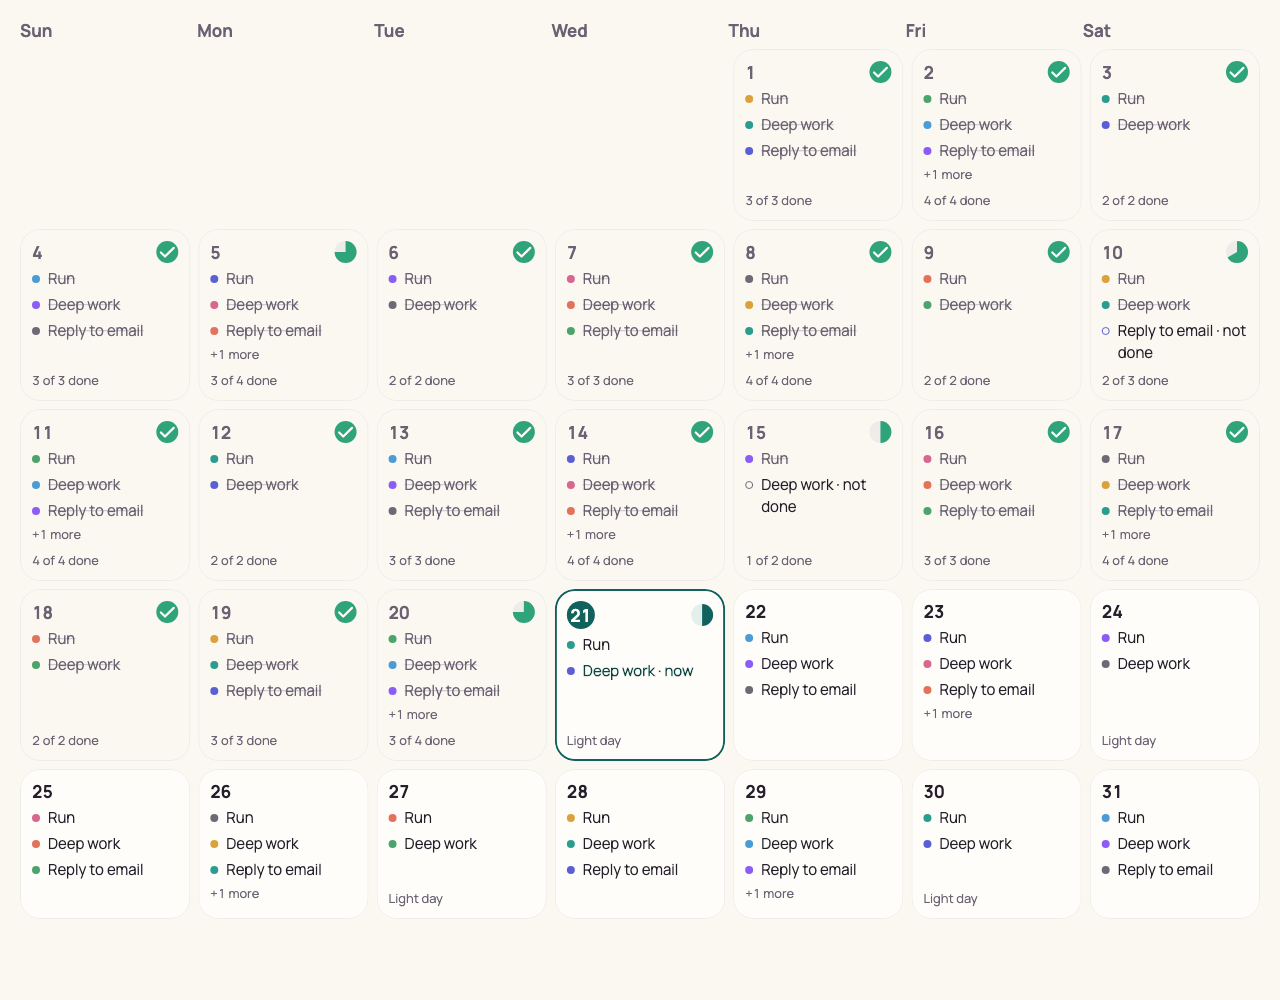 Sun Mon Tue Wed Thu Fri Sat
1
Run
Deep work
Reply to email
3 of 3 done
2
Run
Deep work
Reply to email
+1 more
4 of 4 done
3
Run
Deep work
2 of 2 done
4
Run
Deep work
Reply to email
3 of 3 done
5
Run
Deep work
Reply to email
+1 more
3 of 4 done
6
Run
Deep work
2 of 2 done
7
Run
Deep work
Reply to email
3 of 3 done
8
Run
Deep work
Reply to email
+1 more
4 of 4 done
9
Run
Deep work
2 of 2 done
10
Run
Deep work
Reply to email · not
done
2 of 3 done
11
Run
Deep work
Reply to email
+1 more
4 of 4 done
12
Run
Deep work
2 of 2 done
13
Run
Deep work
Reply to email
3 of 3 done
14
Run
Deep work
Reply to email
+1 more
4 of 4 done
15
Run
Deep work · not
done
1 of 2 done
16
Run
Deep work
Reply to email
3 of 3 done
17
Run
Deep work
Reply to email
+1 more
4 of 4 done
18
Run
Deep work
2 of 2 done
19
Run
Deep work
Reply to email
3 of 3 done
20
Run
Deep work
Reply to email
+1 more
3 of 4 done
21
Run
Deep work · now
Light day
22
Run
Deep work
Reply to email
23
Run
Deep work
Reply to email
+1 more
24
Run
Deep work
Light day
25
Run
Deep work
Reply to email
26
Run
Deep work
Reply to email
+1 more
27
Run
Deep work
Light day
28
Run
Deep work
Reply to email
29
Run
Deep work
Reply to email
+1 more
30
Run
Deep work
Light day
31
Run
Deep work
Reply to email